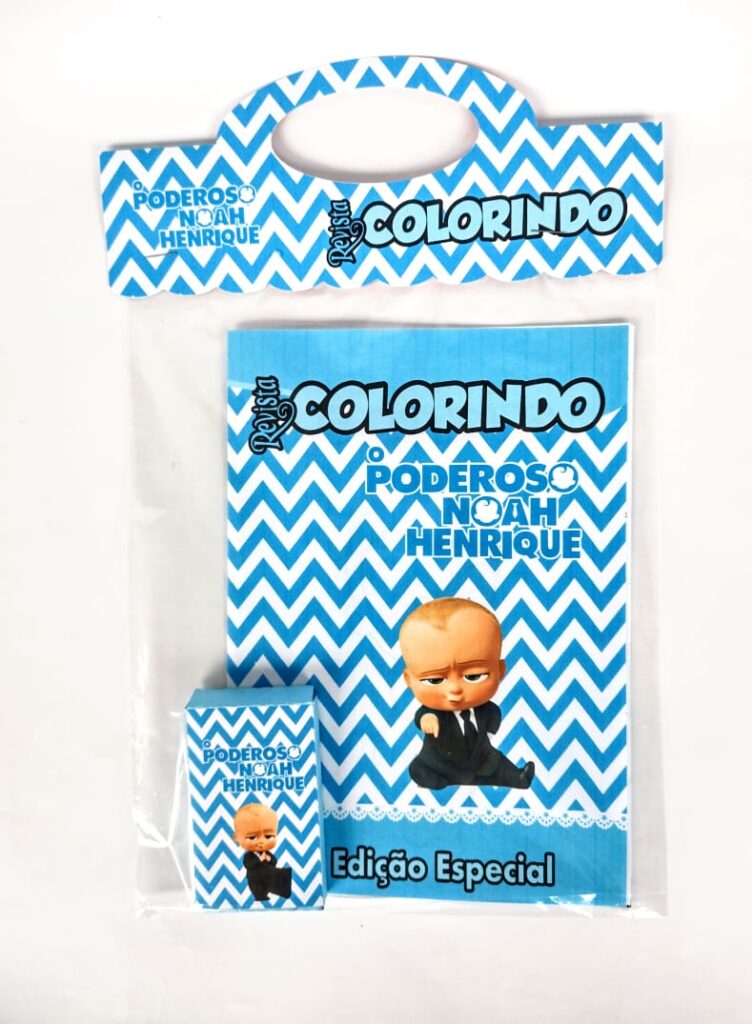 O
PODEROSO
NOAH
HENRIQUE
Revista COLORINDO
Revista COLORINDO
O
PODEROSO
NOAH
HENRIQUE
O
PODEROSO
NOAH
HENRIQUE
Edição Especial